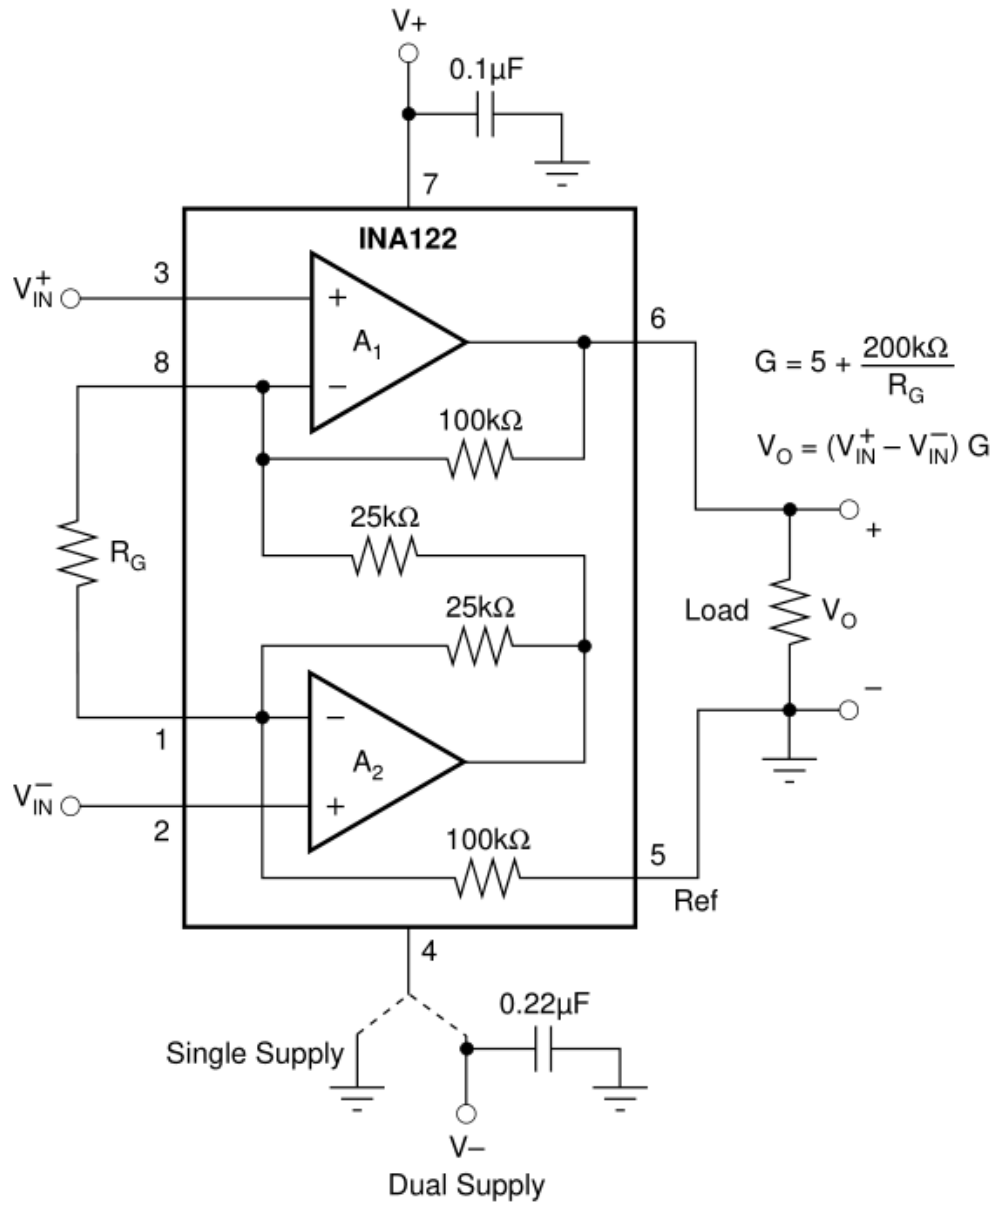 V+
0.1µF
7
INA122
3
V+IN
+
A1
6
8
−
G = 5 + 200kΩ / RG
100kΩ
VO = (V+IN − V−IN) G
25kΩ
+
RG
25kΩ
Load
VO
−
−
1
A2
V−IN
+
2
100kΩ
5
Ref
4
0.22µF
Single Supply
V−
Dual Supply